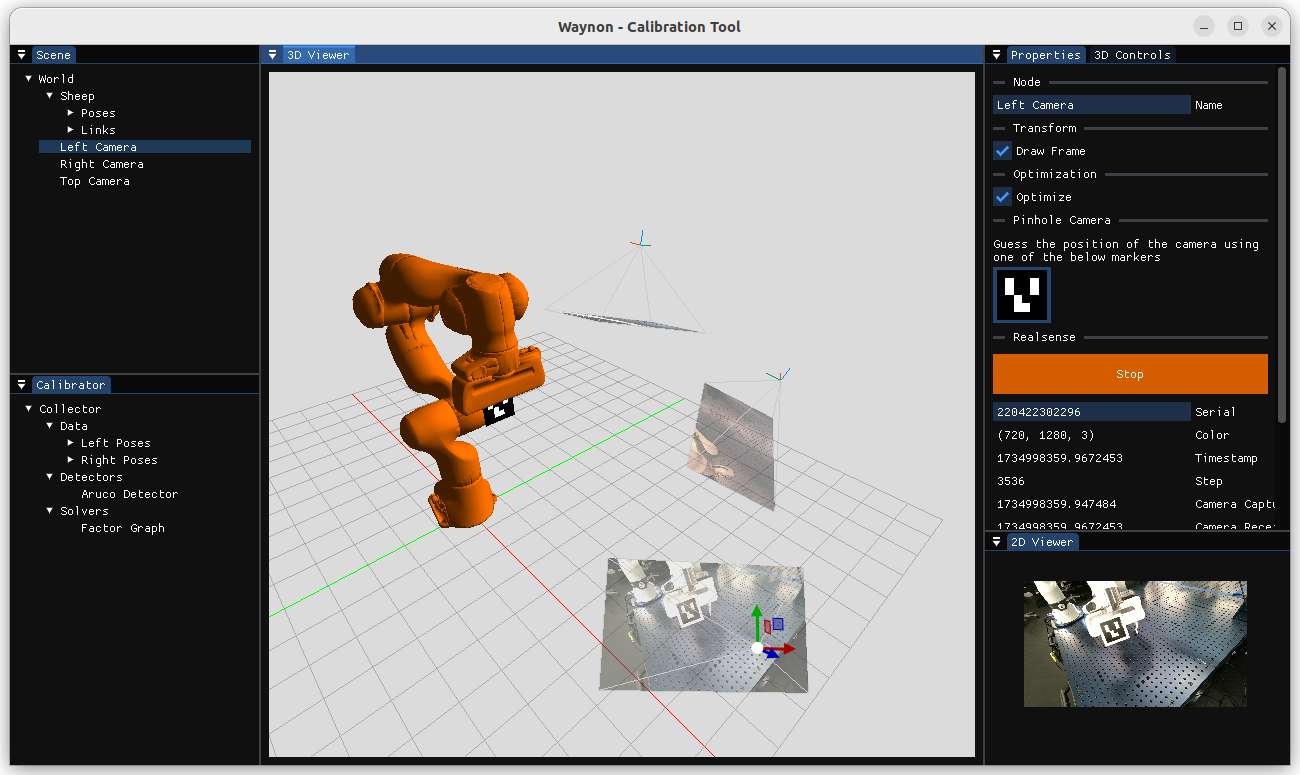 Waynon - Calibration Tool
Scene
World
Sheep
Poses
Links
Left Camera
Right Camera
Top Camera
Calibrator
Collector
Data
Left Poses
Right Poses
Detectors
Aruco Detector
Solvers
Factor Graph
3D Viewer
Properties 3D Controls
Node
Left Camera Name
Transform
Draw Frame
Optimization
Optimize
Pinhole Camera
Guess the position of the camera using
one of the below markers
Realsense
Stop
220422302296 Serial
(720, 1280, 3) Color
1734998359.9672453 Timestamp
3536 Step
1734998359.947484 Camera Captu
1734998359.9672453 Camera Rece
2D Viewer